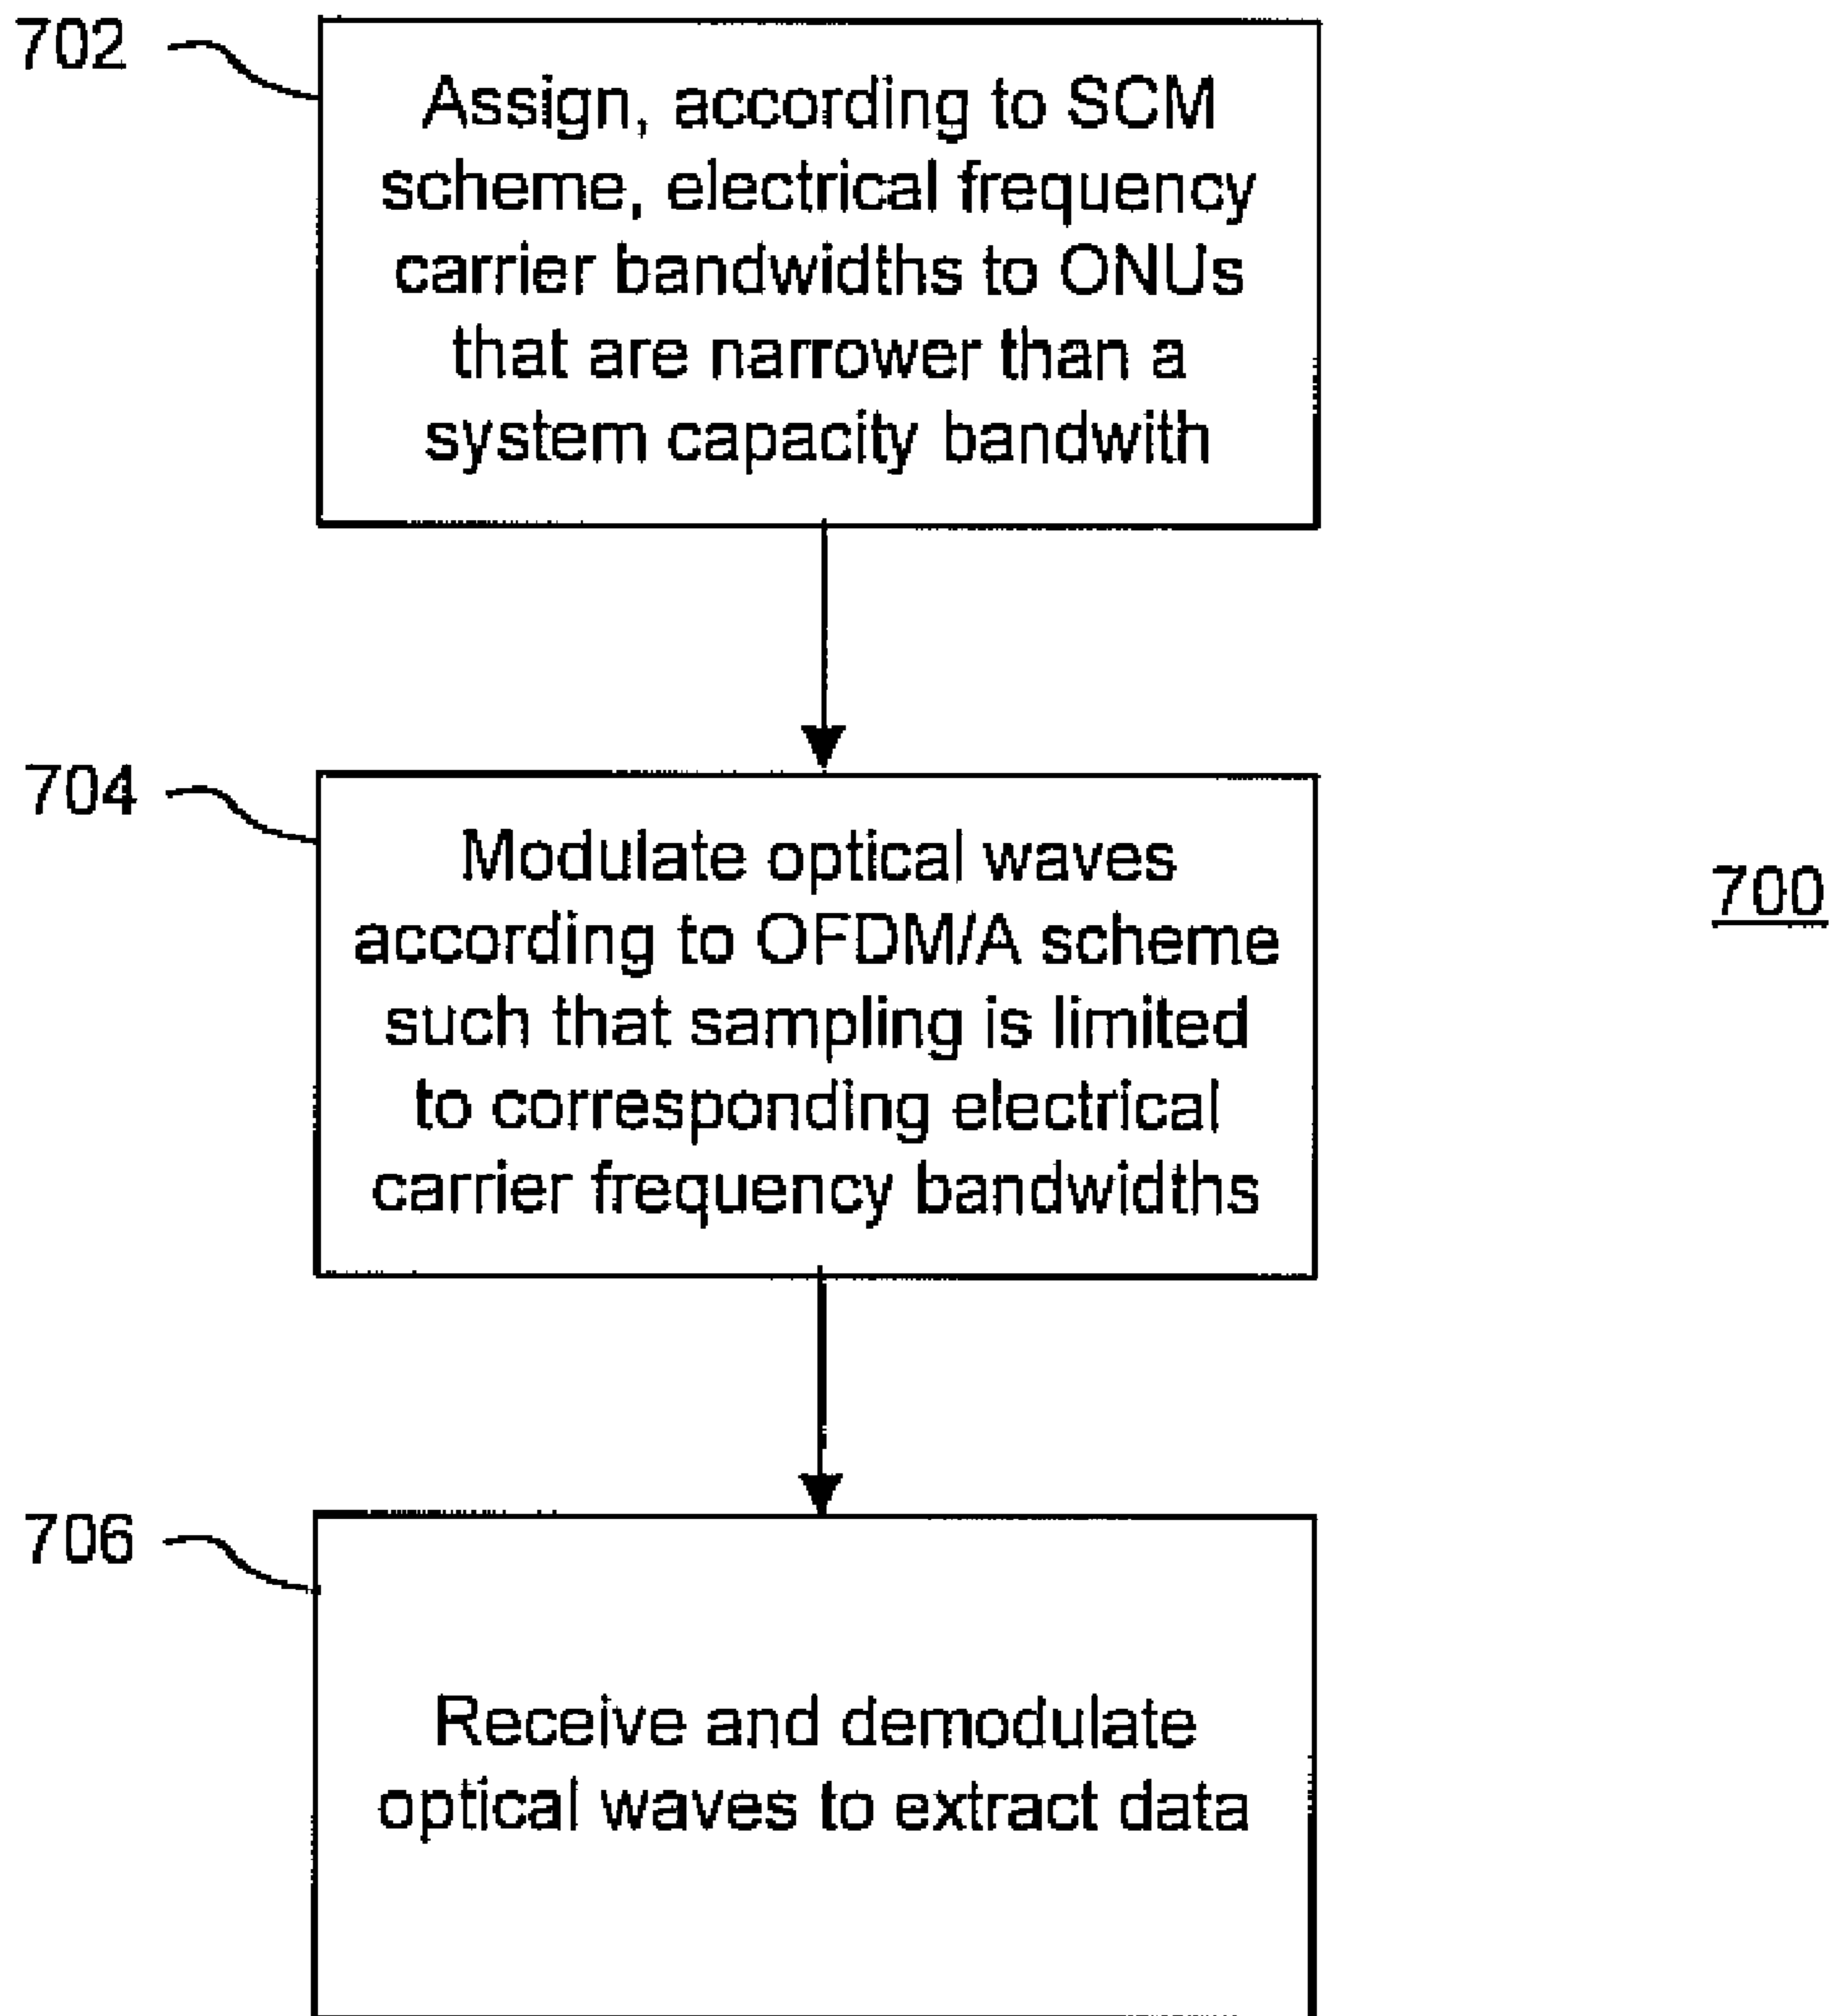 702
Assign, according to SCM
scheme, electrical frequency
carrier bandwidths to ONUs
that are narrower than a
system capacity bandwith
704
Modulate optical waves
according to OFDM/A scheme
such that sampling is limited
to corresponding electrical
carrier frequency bandwidths
700
706
Receive and demodulate
optical waves to extract data